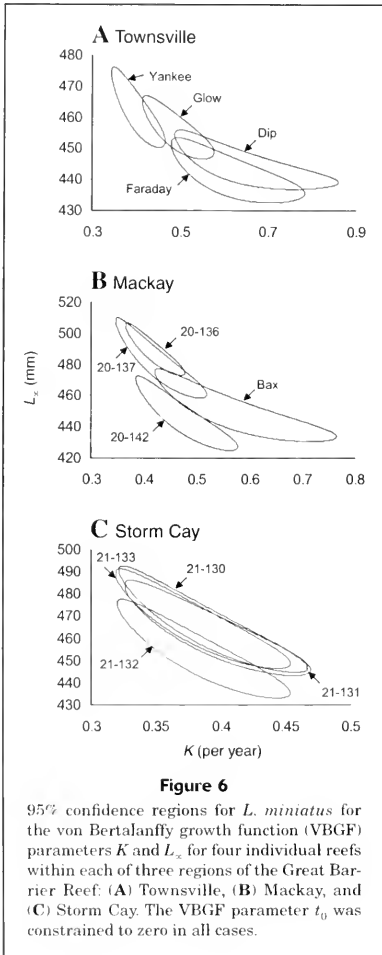 A Townsville
480
470
460
450
440
430
Yankee
Glow
Dip
Faraday
0.3 0.5 0.7 0.9
B Mackay
520
500
480
460
440
420
20-136
20-137
Bax
20-142
0.3 0.4 0.5 0.6 0.7 0.8
L∞ (mm)
C Storm Cay
500
490
480
470
460
450
440
430
21-133
21-130
21-132
21-131
0.3 0.35 0.4 0.45 0.5
K (per year)
Figure 6
95% confidence regions for L. miniatus for
the von Bertalanffy growth function (VBGF)
parameters K and L∞ for four individual reefs
within each of three regions of the Great Bar-
rier Reef: (A) Townsville, (B) Mackay, and
(C) Storm Cay. The VBGF parameter t₀ was
constrained to zero in all cases.